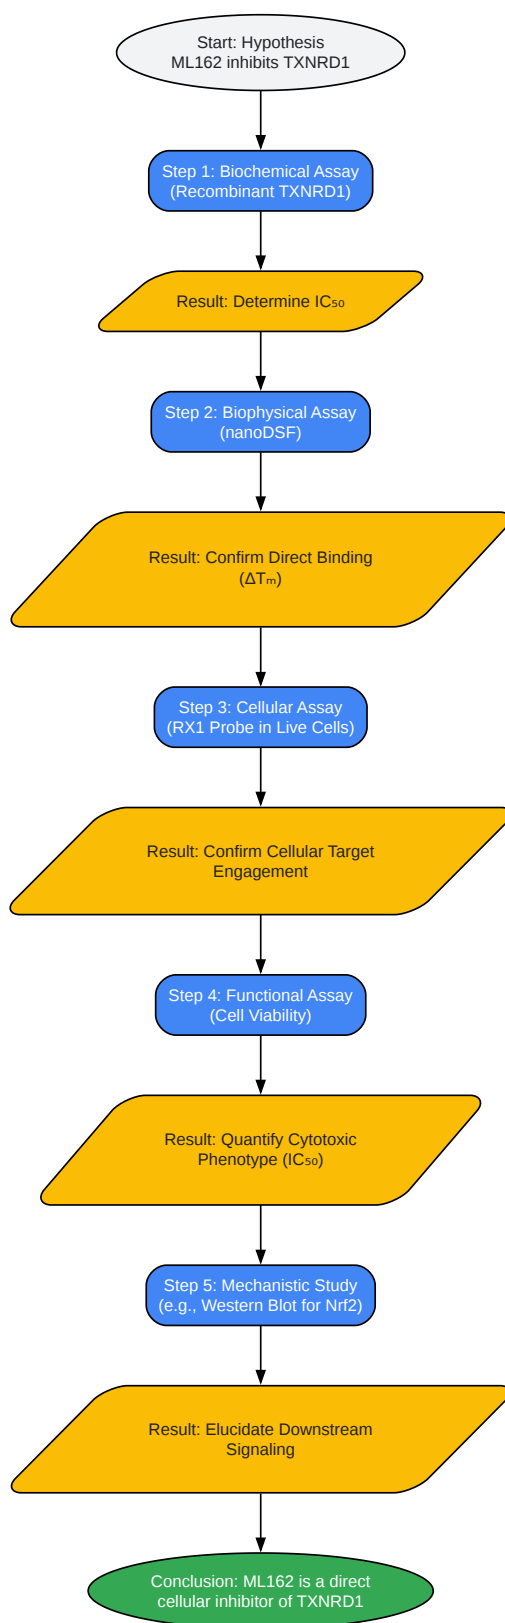 Start: Hypothesis
ML162 inhibits TXNRD1
Step 1: Biochemical Assay
(Recombinant TXNRD1)
Result: Determine IC₅₀
Step 2: Biophysical Assay
(nanoDSF)
Result: Confirm Direct Binding
(ΔTₘ)
Step 3: Cellular Assay
(RX1 Probe in Live Cells)
Result: Confirm Cellular Target
Engagement
Step 4: Functional Assay
(Cell Viability)
Result: Quantify Cytotoxic
Phenotype (IC₅₀)
Step 5: Mechanistic Study
(e.g., Western Blot for Nrf2)
Result: Elucidate Downstream
Signaling
Conclusion: ML162 is a direct
cellular inhibitor of TXNRD1